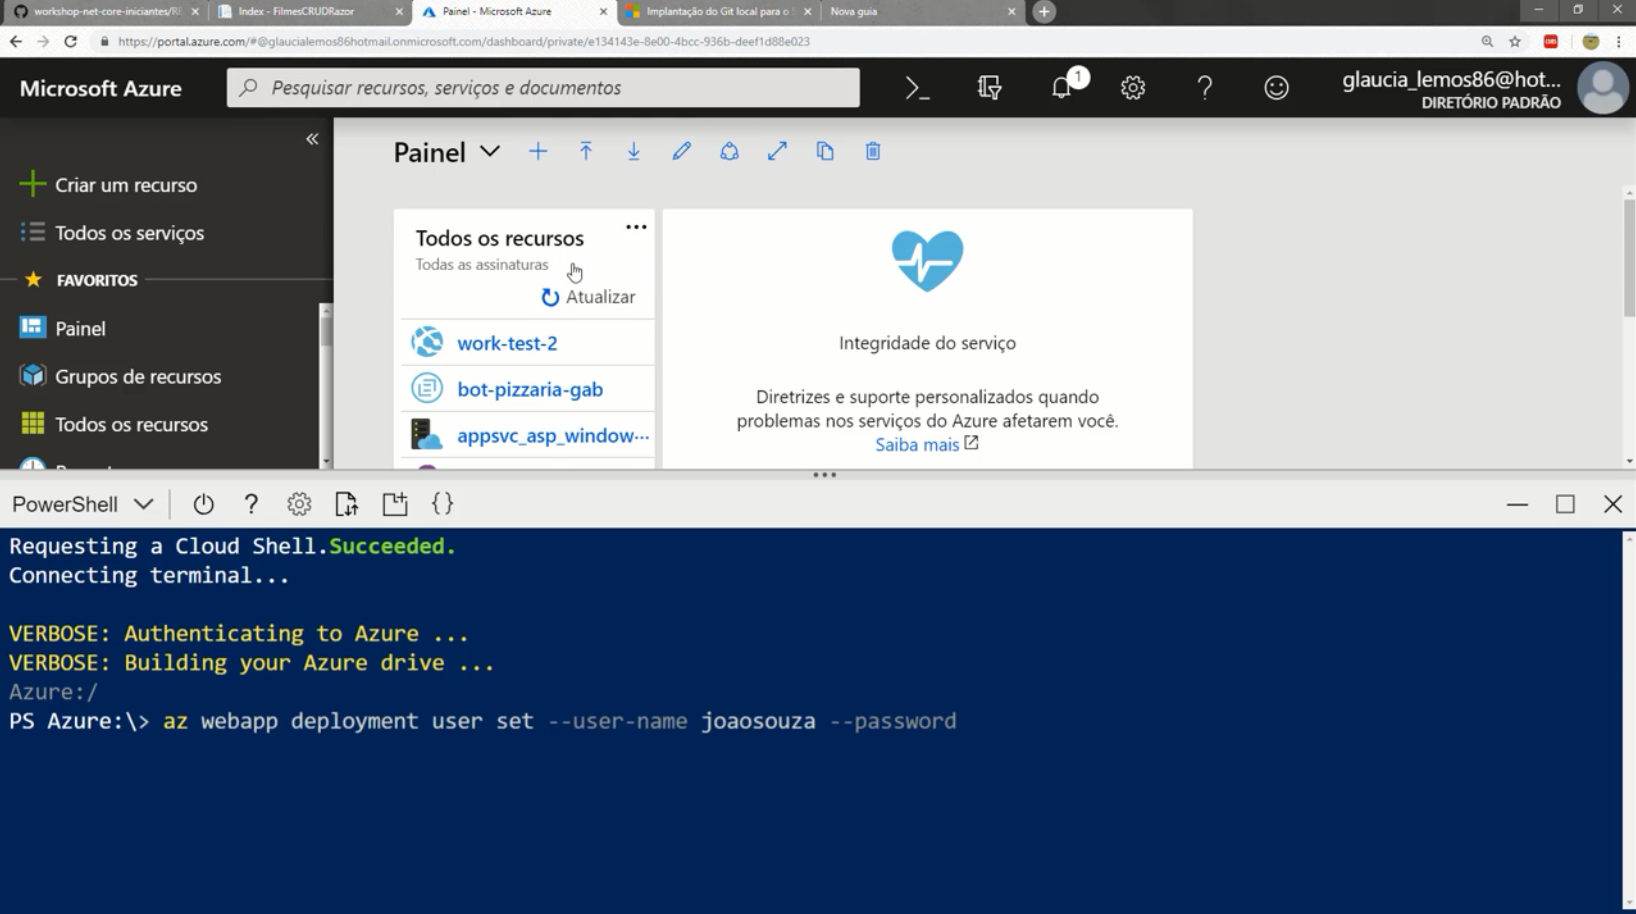 workshop-net-core-iniciantes/RE
Index - FilmesCRUDRazor
Painel - Microsoft Azure
Implantação do Git local para o
Nova guia
https://portal.azure.com/#@glaucialemos86hotmail.onmicrosoft.com/dashboard/private/e134143e-8e00-4bcc-936b-deef1d88e023
Microsoft Azure
Pesquisar recursos, serviços e documentos
1
glaucia_lemos86@hot...
DIRETÓRIO PADRÃO
Criar um recurso
Todos os serviços
FAVORITOS
Painel
Grupos de recursos
Todos os recursos
Painel
Todos os recursos
Todas as assinaturas
Atualizar
work-test-2
bot-pizzaria-gab
appsvc_asp_window...
Integridade do serviço
Diretrizes e suporte personalizados quando
problemas nos serviços do Azure afetarem você.
Saiba mais
PowerShell
Requesting a Cloud Shell.Succeeded.
Connecting terminal...
VERBOSE: Authenticating to Azure ...
VERBOSE: Building your Azure drive ...
Azure:/
PS Azure:\> az webapp deployment user set --user-name joaosouza --password